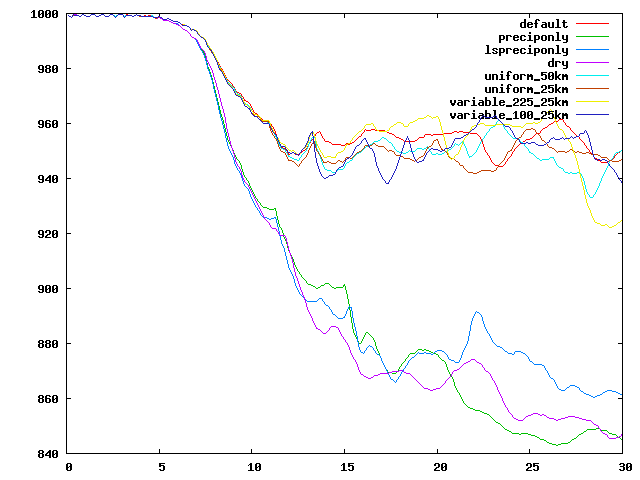 1000
980
960
940
920
900
880
860
840
0
5
10
15
20
25
30
default
preciponly
lspreciponly
dry
uniform_50km
uniform_25km
variable_225_25km
variable_100_25km